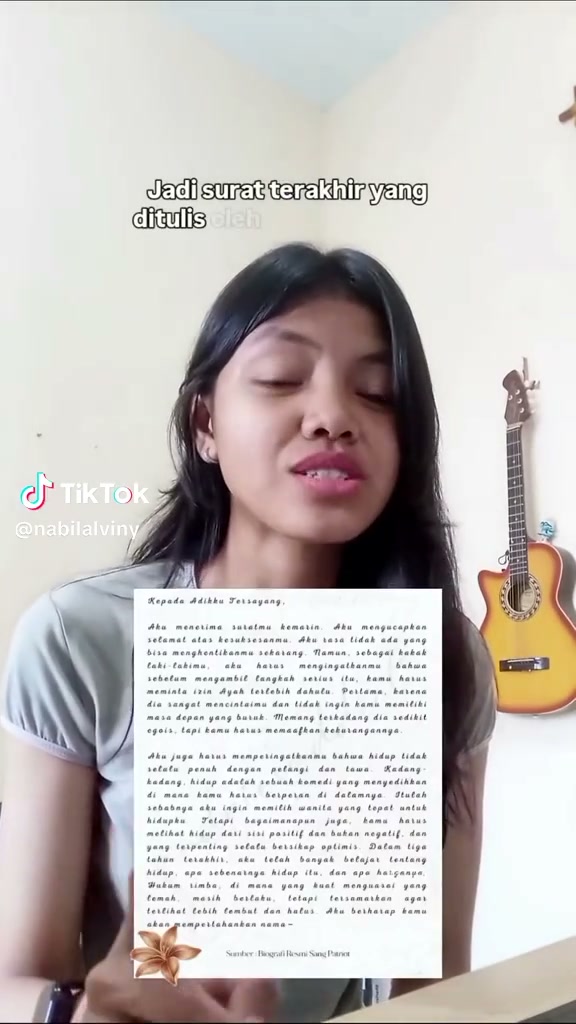 Jadi surat terakhir yang
ditulis oleh
TikTok
@nabilalviny
Kepada Adikku Tersayang,
Aku menerima suratmu kemarin. Aku mengucapkan
selamat atas kesuksesanmu. Aku rasa tidak ada yang
bisa menghentikanmu sekarang. Namun, sebagai kakak
laki-lakimu, aku harus mengingatkanmu bahwa
sebelum mengambil langkah serius itu, kamu harus
meminta izin Ayah terlebih dahulu. Pertama, karena
dia sangat mencintaimu dan tidak ingin kamu memiliki
masa depan yang buruk. Memang terkadang dia sedikit
egois, tapi kamu harus memaafkan kekurangannya.
Aku juga harus memperingatkanmu bahwa hidup tidak
selalu penuh dengan pelangi dan tawa. Kadang-
kadang, hidup adalah sebuah komedi yang menyedihkan
di mana kamu harus berperan di dalamnya. Itulah
sebabnya aku ingin memilih wanita yang tepat untuk
hidupku Tetapi bagaimanapun juga, kamu harus
melihat hidup dari sisi positif dan bukan negatif, dan
yang terpenting selalu bersikap optimis. Dalam tiga
tahun terakhir, aku telah banyak belajar tentang
hidup, apa sebenarnya hidup itu, dan apa harganya.
Hukum rimba, di mana yang kuat menguasai yang
lemah, masih berlaku, tetapi tersamarkan agar
terlihat lebih lembut dan halus. Aku berharap kamu
akan mempertahankan nama-
Sumber : Biografi Resmi Sang Patriot